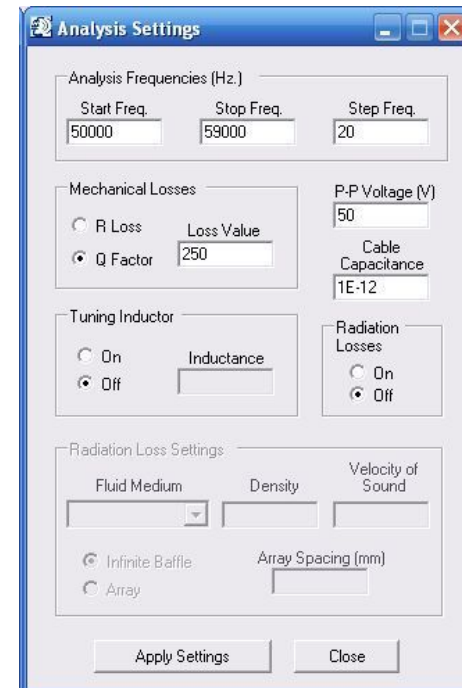 Analysis Settings
Analysis Frequencies (Hz.)
Start Freq. Stop Freq. Step Freq.
50000 59000 20
Mechanical Losses
R Loss
Q Factor
Loss Value
250
P-P Voltage (V)
50
Cable
Capacitance
1E-12
Tuning Inductor
On
Off
Inductance
Radiation
Losses
On
Off
Radiation Loss Settings
Fluid Medium
Density
Velocity of
Sound
Infinite Baffle
Array
Array Spacing (mm)
Apply Settings
Close